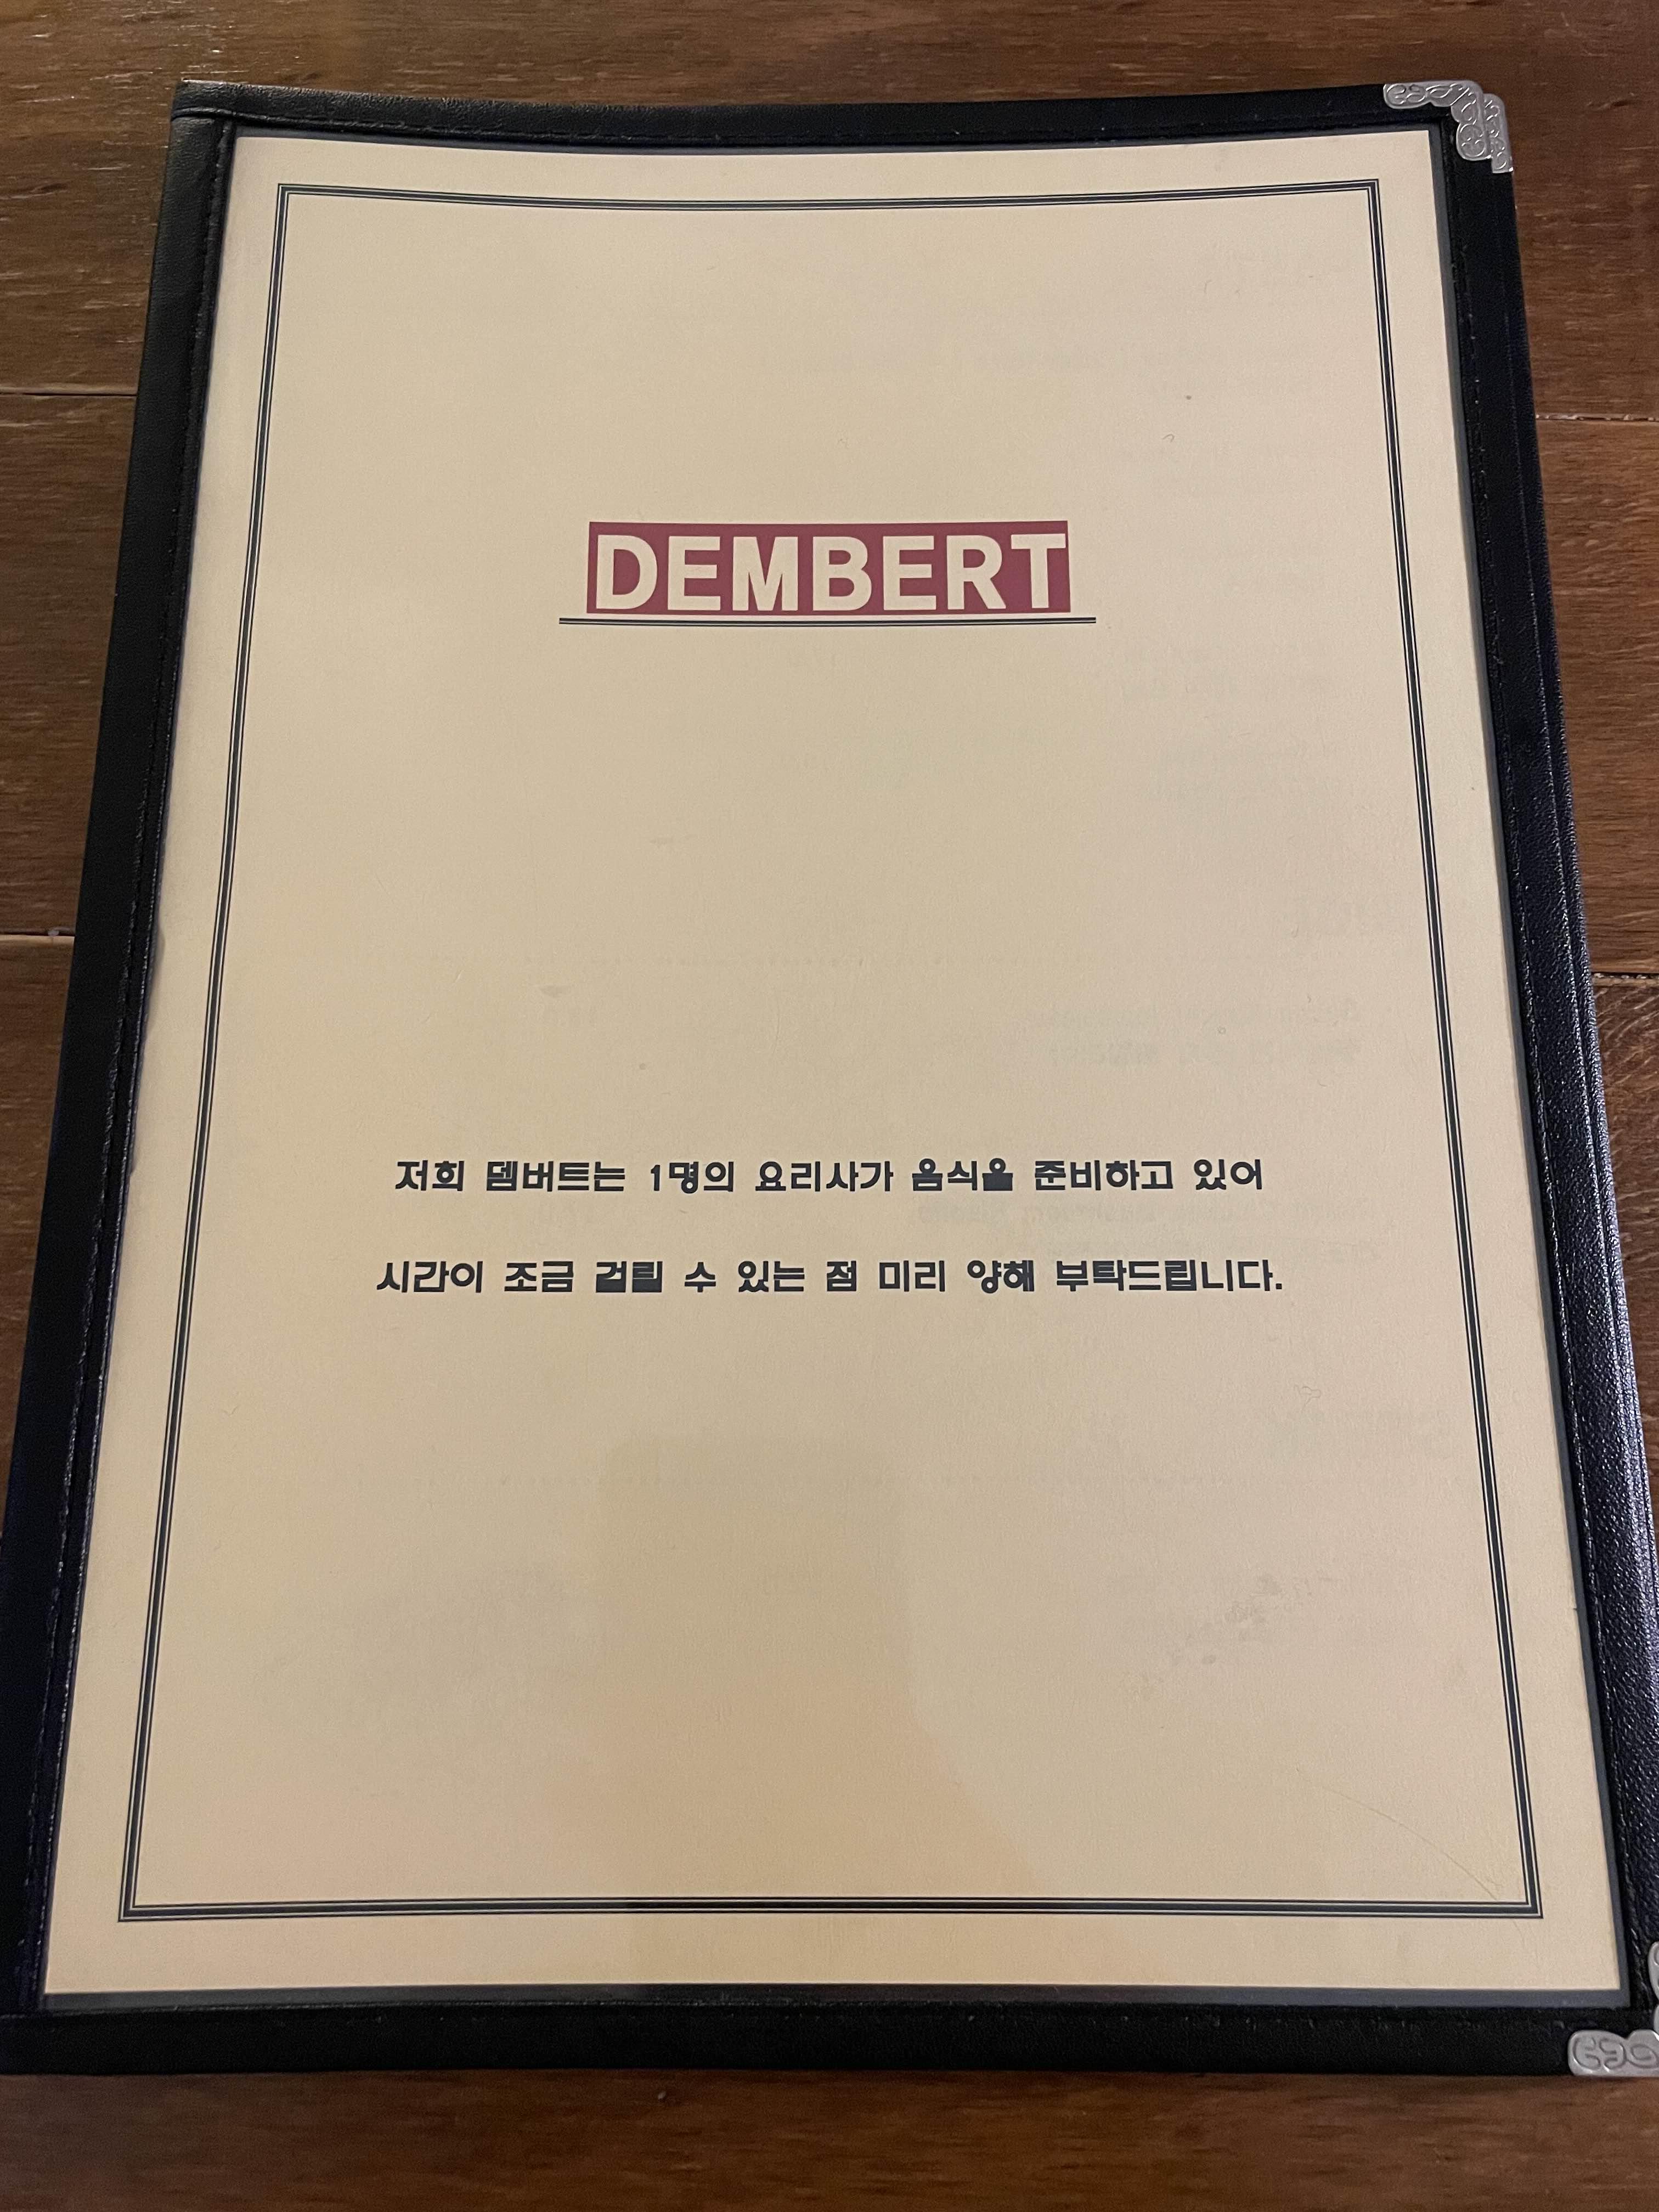 DEMBERT
저희 뎀버트는 1명의 요리사가 음식을 준비하고 있어
시간이 조금 걸릴 수 있는 점 미리 양해 부탁드립니다.